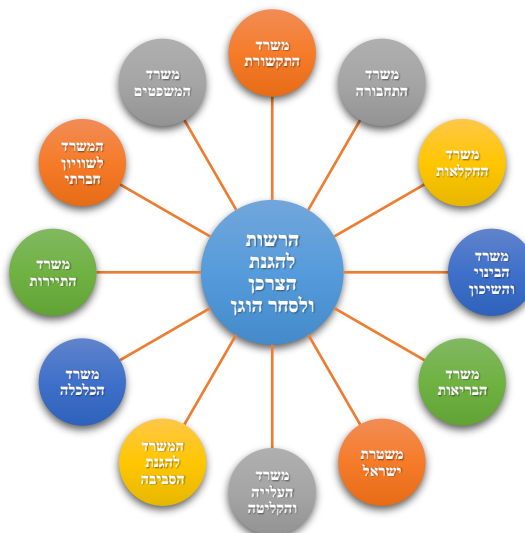 הרשות
להגנת
הצרכן
ולסחר הוגן
משרד
התקשורת
משרד
התחבורה
משרד
החקלאות
משרד
הבינוי
והשיכון
משרד
הבריאות
משטרת
ישראל
משרד
העלייה
והקליטה
המשרד
להגנת
הסביבה
משרד
הכלכלה
משרד
התיירות
המשרד
לשוויון
חברתי
משרד
המשפטים